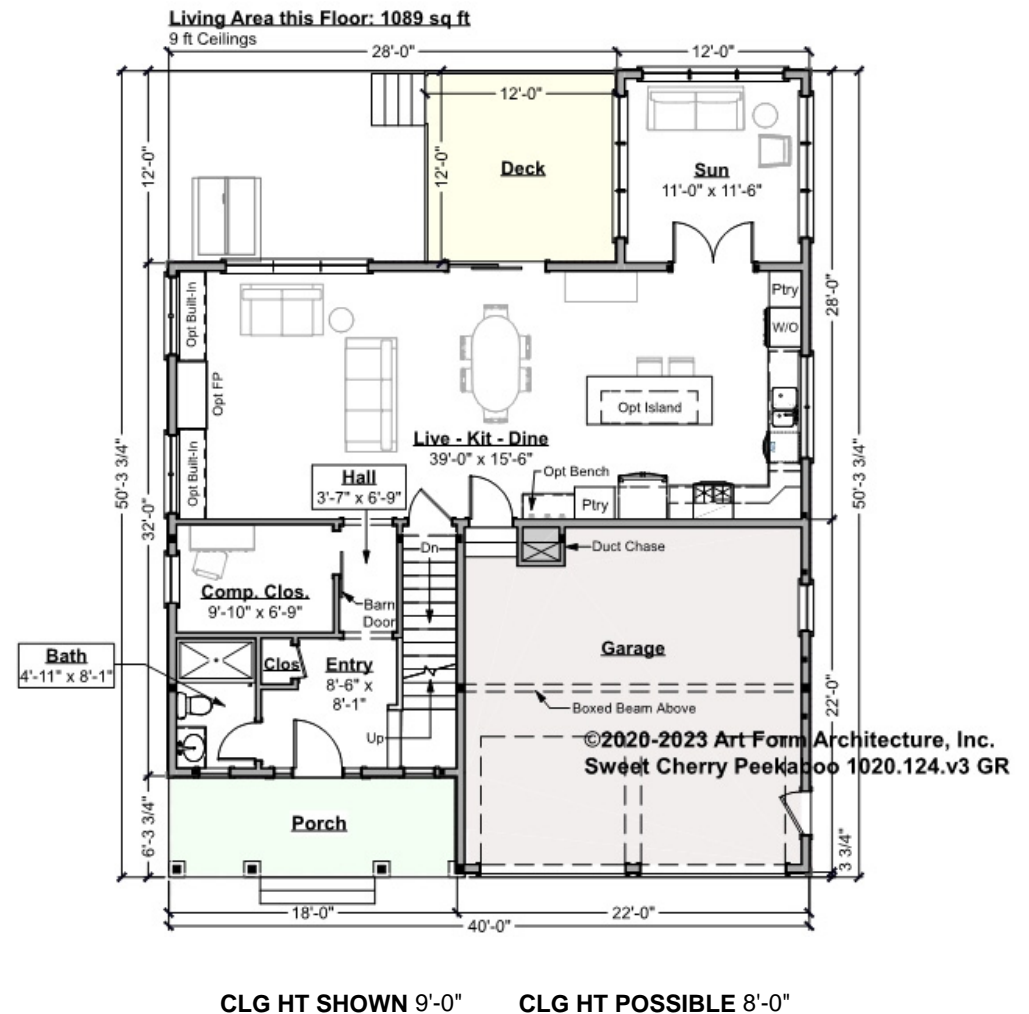 Living Area this Floor: 1089 sq ft
9 ft Ceilings
28'-0"
12'-0"
12'-0"
12'-0"
12'-0"
Deck
Sun
11'-0" x 11'-6"
28'-0"
Opt Built-In
Ptry
W/O
Opt FP
Opt Island
Live - Kit - Dine
39'-0" x 15'-6"
50'-3 3/4"
50'-3 3/4"
32'-0"
Opt Built-In
Hall
3'-7" x 6'-9"
Opt Bench
Ptry
Dn
Duct Chase
Comp. Clos.
9'-10" x 6'-9"
Barn
Door
Bath
4'-11" x 8'-1"
Clos
Entry
8'-6" x
8'-1"
Garage
22'-0"
Boxed Beam Above
Up
©2020-2023 Art Form Architecture, Inc.
Sweet Cherry Peekaboo 1020.124.v3 GR
Porch
6'-3 3/4"
3 3/4"
18'-0"
22'-0"
40'-0"
CLG HT SHOWN 9'-0" CLG HT POSSIBLE 8'-0"